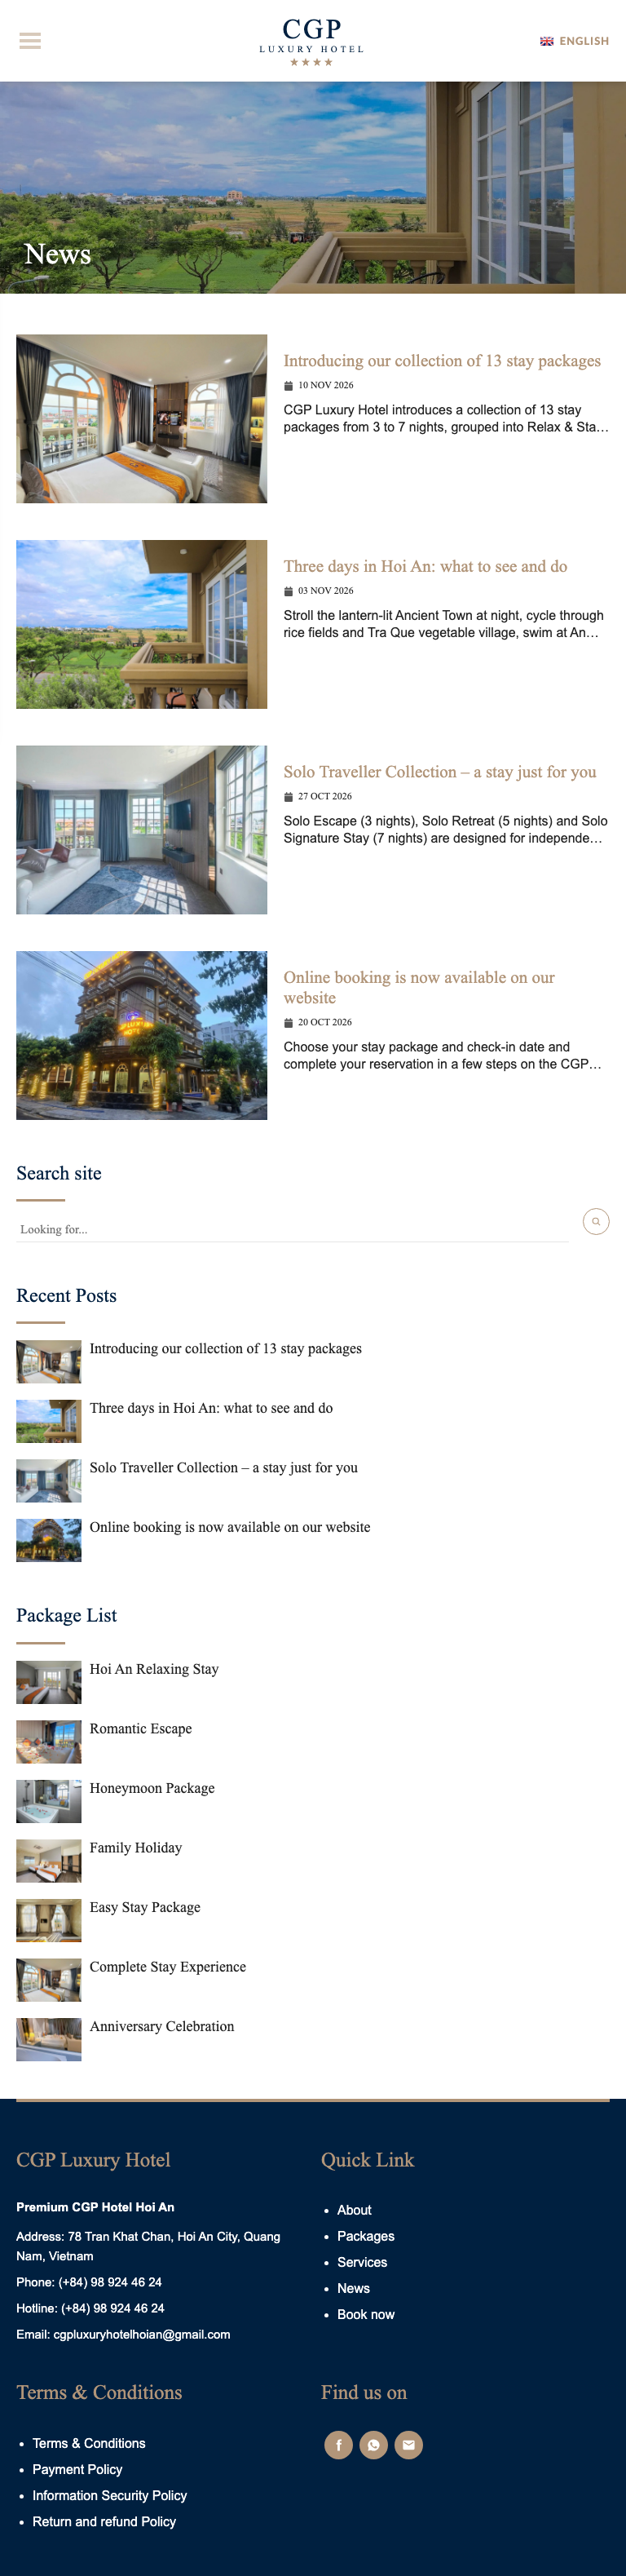 CGP
LUXURY HOTEL
ENGLISH
News
Introducing our collection of 13 stay packages
10 NOV 2026
CGP Luxury Hotel introduces a collection of 13 stay
packages from 3 to 7 nights, grouped into Relax & Sta…
Three days in Hoi An: what to see and do
03 NOV 2026
Stroll the lantern-lit Ancient Town at night, cycle through
rice fields and Tra Que vegetable village, swim at An…
Solo Traveller Collection – a stay just for you
27 OCT 2026
Solo Escape (3 nights), Solo Retreat (5 nights) and Solo
Signature Stay (7 nights) are designed for independe…
Online booking is now available on our
website
20 OCT 2026
Choose your stay package and check-in date and
complete your reservation in a few steps on the CGP…
Search site
Looking for...
Recent Posts
Introducing our collection of 13 stay packages
Three days in Hoi An: what to see and do
Solo Traveller Collection – a stay just for you
Online booking is now available on our website
Package List
Hoi An Relaxing Stay
Romantic Escape
Honeymoon Package
Family Holiday
Easy Stay Package
Complete Stay Experience
Anniversary Celebration
CGP Luxury Hotel
Premium CGP Hotel Hoi An
Address: 78 Tran Khat Chan, Hoi An City, Quang
Nam, Vietnam
Phone: (+84) 98 924 46 24
Hotline: (+84) 98 924 46 24
Email: cgpluxuryhotelhoian@gmail.com
Quick Link
About
Packages
Services
News
Book now
Terms & Conditions
Terms & Conditions
Payment Policy
Information Security Policy
Return and refund Policy
Find us on